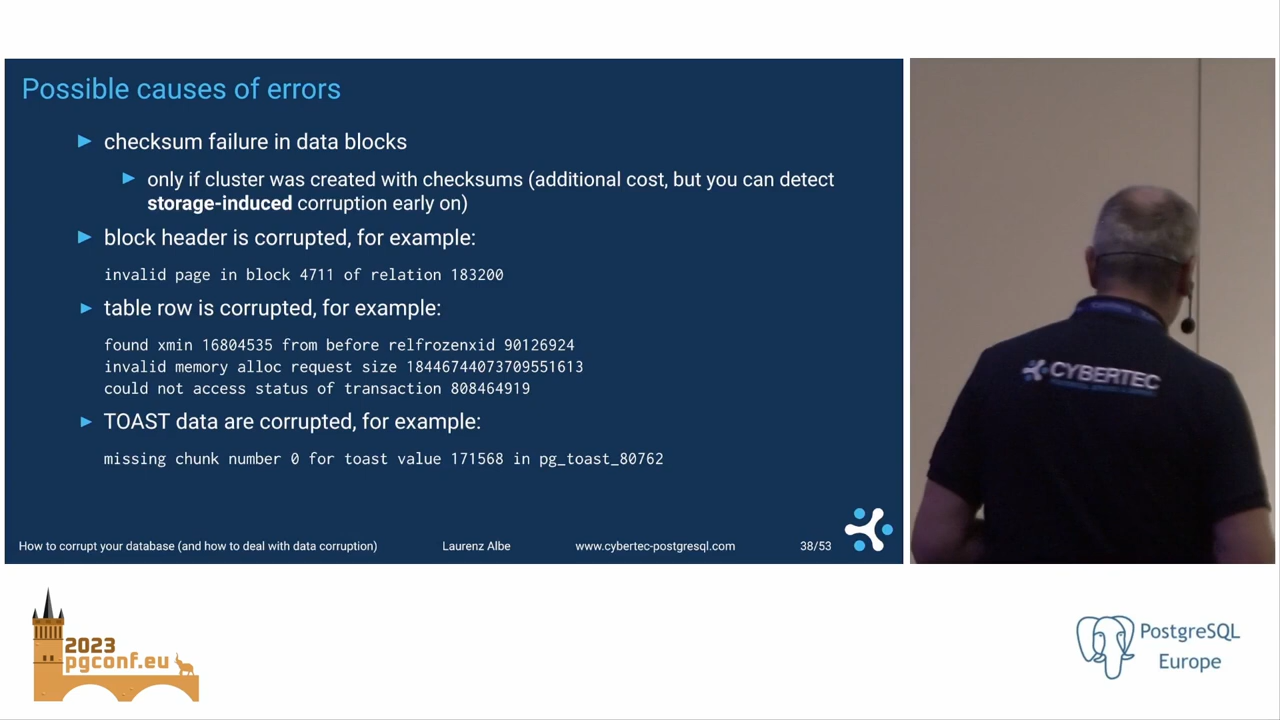 Possible causes of errors
checksum failure in data blocks
only if cluster was created with checksums (additional cost, but you can detect
storage-induced corruption early on)
block header is corrupted, for example:
invalid page in block 4711 of relation 183200
table row is corrupted, for example:
found xmin 16804535 from before relfrozenxid 90126924
invalid memory alloc request size 18446744073709551613
could not access status of transaction 808464919
TOAST data are corrupted, for example:
missing chunk number 0 for toast value 171568 in pg_toast_80762
How to corrupt your database (and how to deal with data corruption) Laurenz Albe www.cybertec-postgresql.com 38/53
CYBERTEC
2023
pgconf.eu
PostgreSQL
Europe